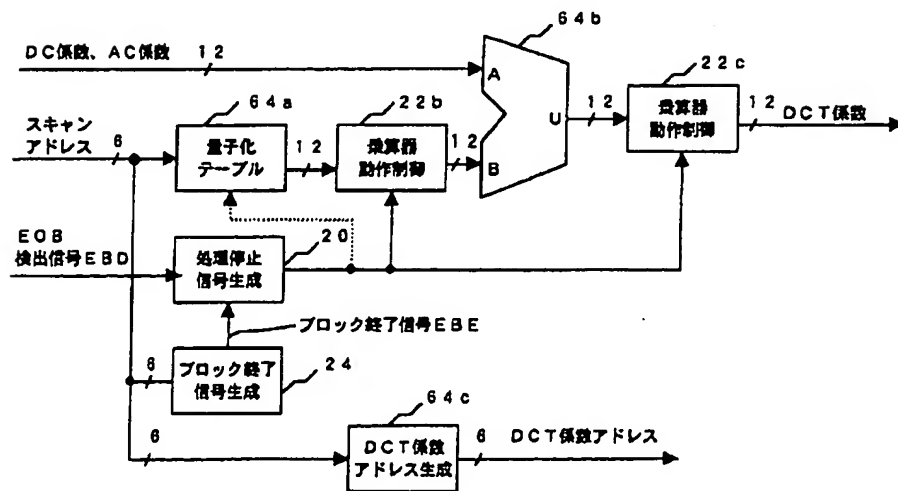 64b
DC係数、AC係数
12
A
22c
64a
22b
U
12
乗算器
動作制御
12
DCT係数
スキャン
アドレス
6
量子化
テーブル
12
乗算器
動作制御
12
B
EOB
検出信号EBD
20
処理停止
信号生成
ブロック終了信号EBE
6
ブロック終了
信号生成
24
64c
6
DCT係数
アドレス生成
6
DCT係数アドレス